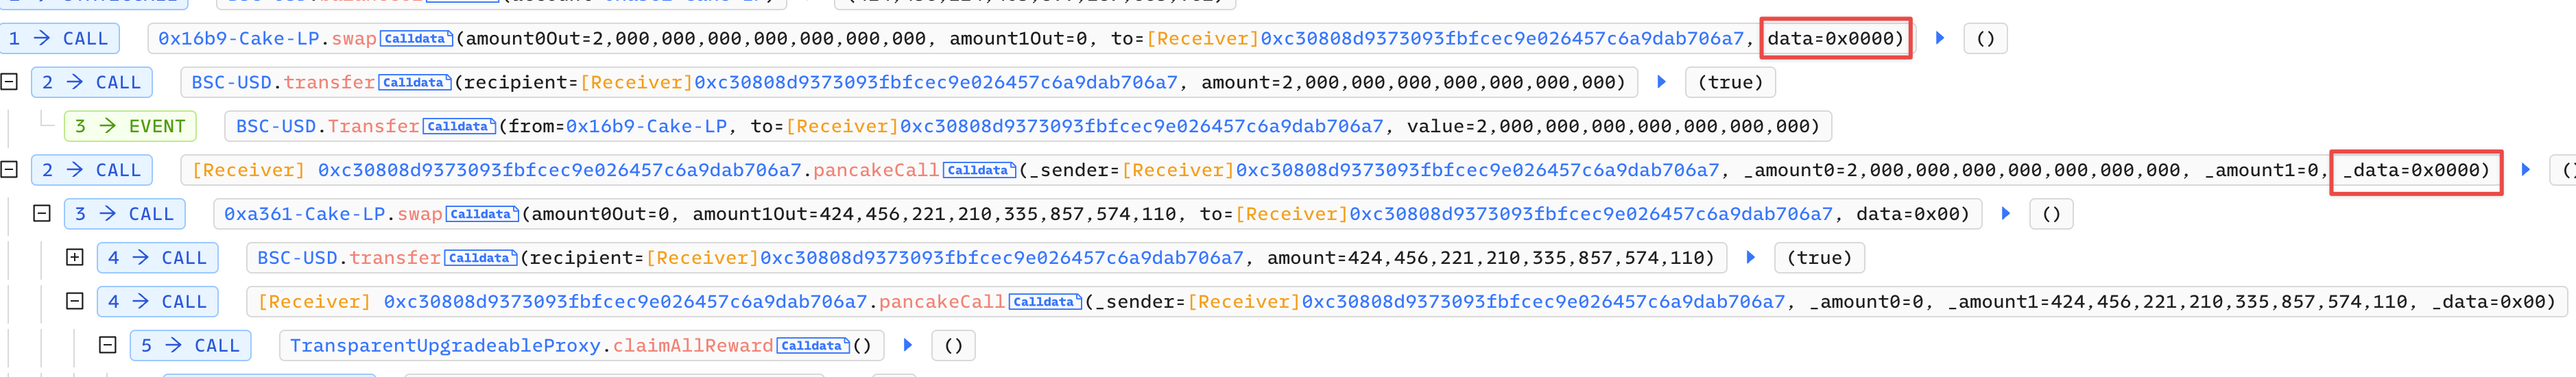 1 → CALL 0x16b9-Cake-LP.swap Calldata (amount0Out=2,000,000,000,000,000,000,000, amount1Out=0, to=[Receiver]0xc30808d9373093fbfcec9e026457c6a9dab706a7, data=0x0000) ()
2 → CALL BSC-USD.transfer Calldata (recipient=[Receiver]0xc30808d9373093fbfcec9e026457c6a9dab706a7, amount=2,000,000,000,000,000,000,000) (true)
3 → EVENT BSC-USD.Transfer Calldata (from=0x16b9-Cake-LP, to=[Receiver]0xc30808d9373093fbfcec9e026457c6a9dab706a7, value=2,000,000,000,000,000,000,000)
2 → CALL [Receiver] 0xc30808d9373093fbfcec9e026457c6a9dab706a7.pancakeCall Calldata (_sender=[Receiver]0xc30808d9373093fbfcec9e026457c6a9dab706a7, _amount0=2,000,000,000,000,000,000,000, _amount1=0, _data=0x0000) ()
3 → CALL 0xa361-Cake-LP.swap Calldata (amount0Out=0, amount1Out=424,456,221,210,335,857,574,110, to=[Receiver]0xc30808d9373093fbfcec9e026457c6a9dab706a7, data=0x00) ()
4 → CALL BSC-USD.transfer Calldata (recipient=[Receiver]0xc30808d9373093fbfcec9e026457c6a9dab706a7, amount=424,456,221,210,335,857,574,110) (true)
4 → CALL [Receiver] 0xc30808d9373093fbfcec9e026457c6a9dab706a7.pancakeCall Calldata (_sender=[Receiver]0xc30808d9373093fbfcec9e026457c6a9dab706a7, _amount0=0, _amount1=424,456,221,210,335,857,574,110, _data=0x00)
5 → CALL TransparentUpgradeableProxy.claimAllReward Calldata () ()